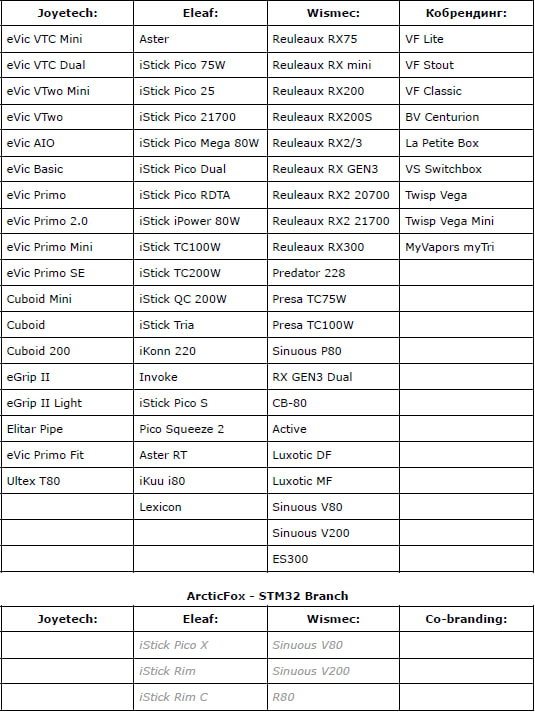 Joyetech: Eleaf: Wismec: Кобрендинг:
eVic VTC Mini Aster Reuleaux RX75 VF Lite
eVic VTC Dual iStick Pico 75W Reuleaux RX mini VF Stout
eVic VTwo Mini iStick Pico 25 Reuleaux RX200 VF Classic
eVic VTwo iStick Pico 21700 Reuleaux RX200S BV Centurion
eVic AIO iStick Pico Mega 80W Reuleaux RX2/3 La Petite Box
eVic Basic iStick Pico Dual Reuleaux RX GEN3 VS Switchbox
eVic Primo iStick Pico RDTA Reuleaux RX2 20700 Twisp Vega
eVic Primo 2.0 iStick iPower 80W Reuleaux RX2 21700 Twisp Vega Mini
eVic Primo Mini iStick TC100W Reuleaux RX300 MyVapors myTri
eVic Primo SE iStick TC200W Predator 228
Cuboid Mini iStick QC 200W Presa TC75W
Cuboid iStick Tria Presa TC100W
Cuboid 200 iKonn 220 Sinuous P80
eGrip II Invoke RX GEN3 Dual
eGrip II Light iStick Pico S CB-80
Elitar Pipe Pico Squeeze 2 Active
eVic Primo Fit Aster RT Luxotic DF
Ultex T80 iKuu i80 Luxotic MF
Lexicon Sinuous V80
Sinuous V200
ES300
ArcticFox - STM32 Branch
Joyetech: Eleaf: Wismec: Co-branding:
iStick Pico X Sinuous V80
iStick Rim Sinuous V200
iStick Rim C R80